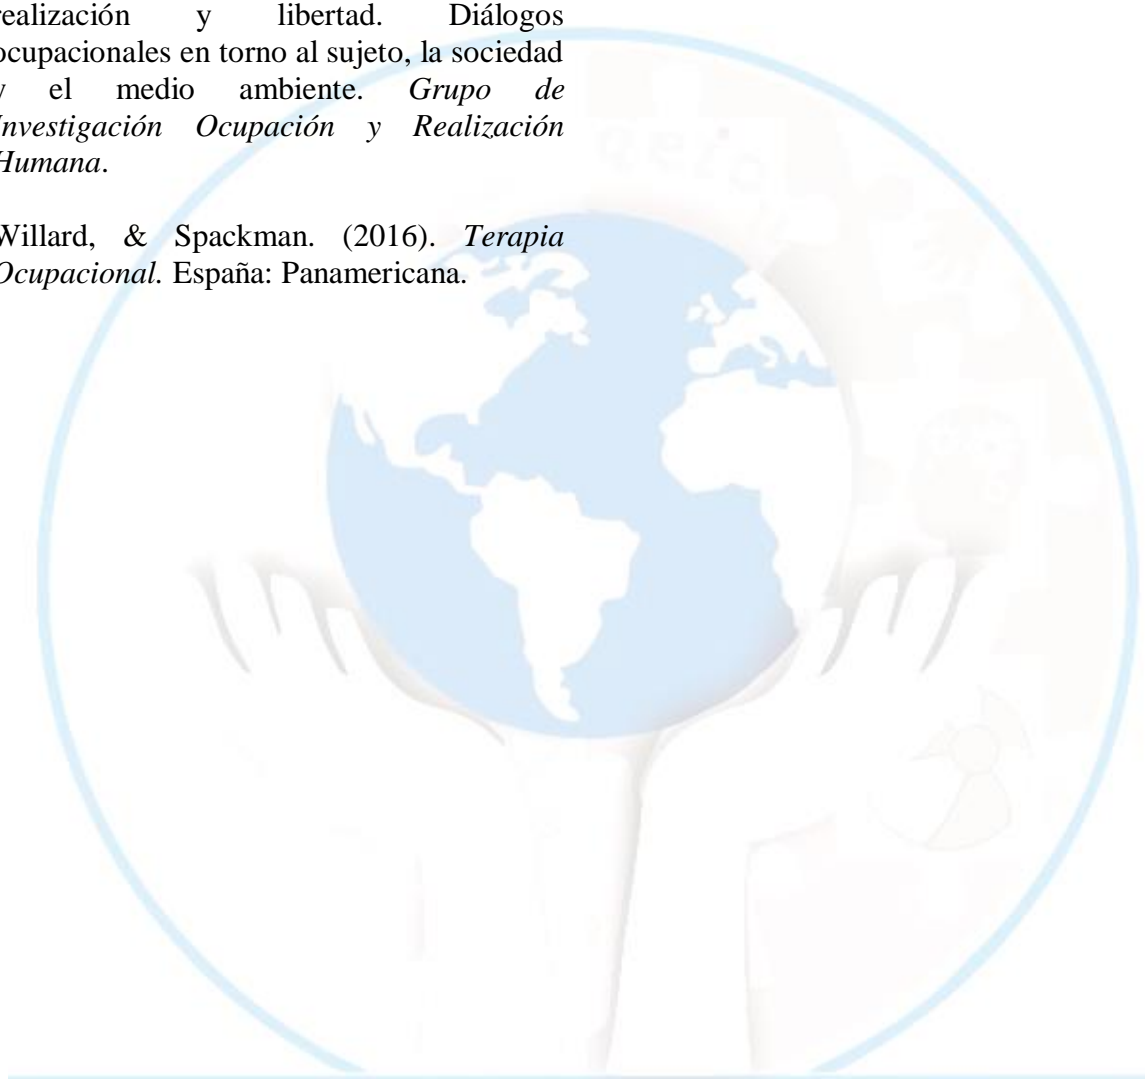 realización y libertad. Diálogos
ocupacionales en torno al sujeto, la sociedad
y el medio ambiente. Grupo de
Investigación Ocupación y Realización
Humana.
Willard, & Spackman. (2016). Terapia
Ocupacional. España: Panamericana.